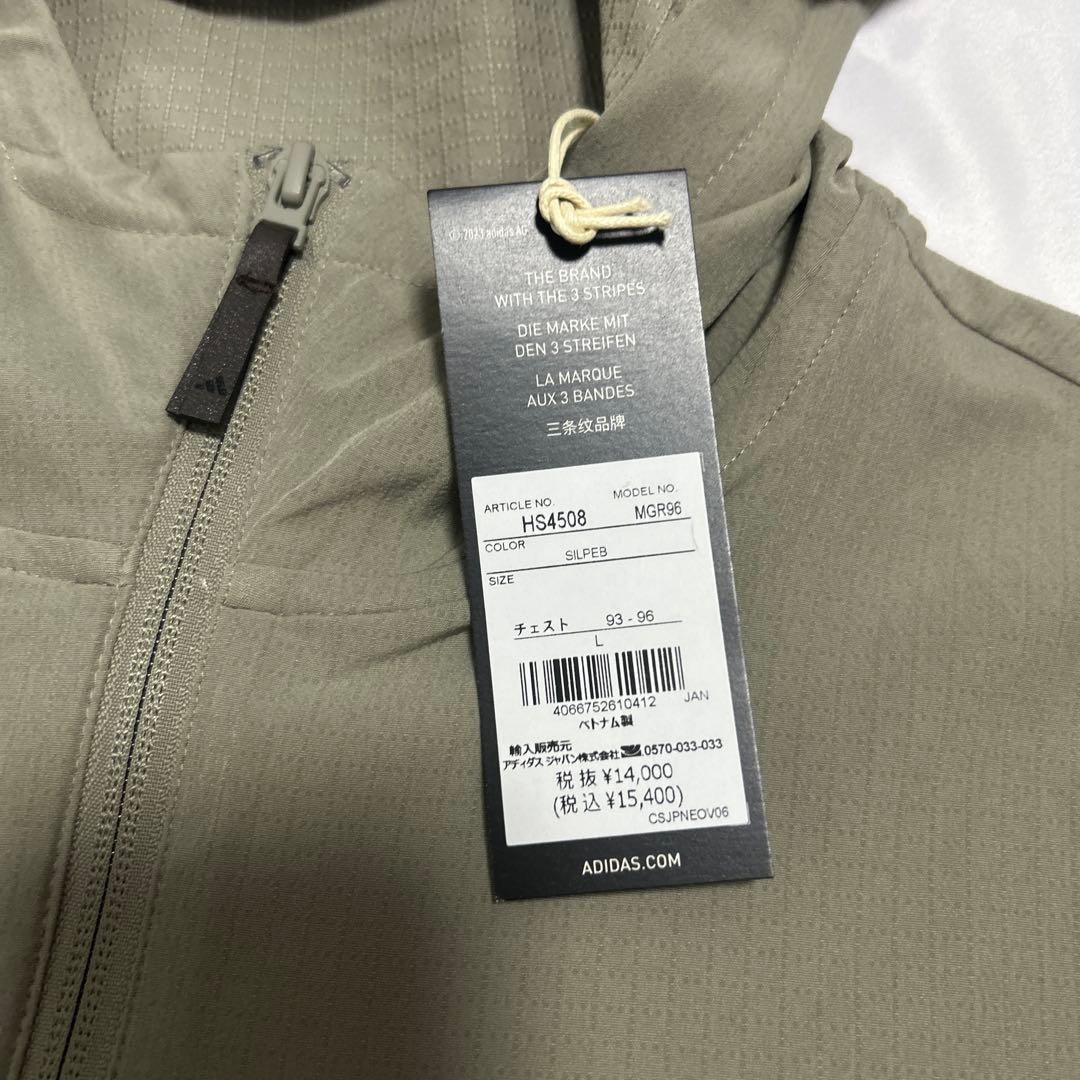 © 2023 adidas AG
THE BRAND
WITH THE 3 STRIPES
DIE MARKE MIT
DEN 3 STREIFEN
LA MARQUE
AUX 3 BANDES
三条纹品牌
ARTICLE NO. MODEL NO.
HS4508 MGR96
COLOR
SILPEB
SIZE
チェスト 93 - 96
L
4066752610412 JAN
ベトナム製
輸入販売元
アディダス ジャパン株式会社 0570-033-033
税抜 ¥14,000
(税込 ¥15,400)
CSJPNEOV06
ADIDAS.COM